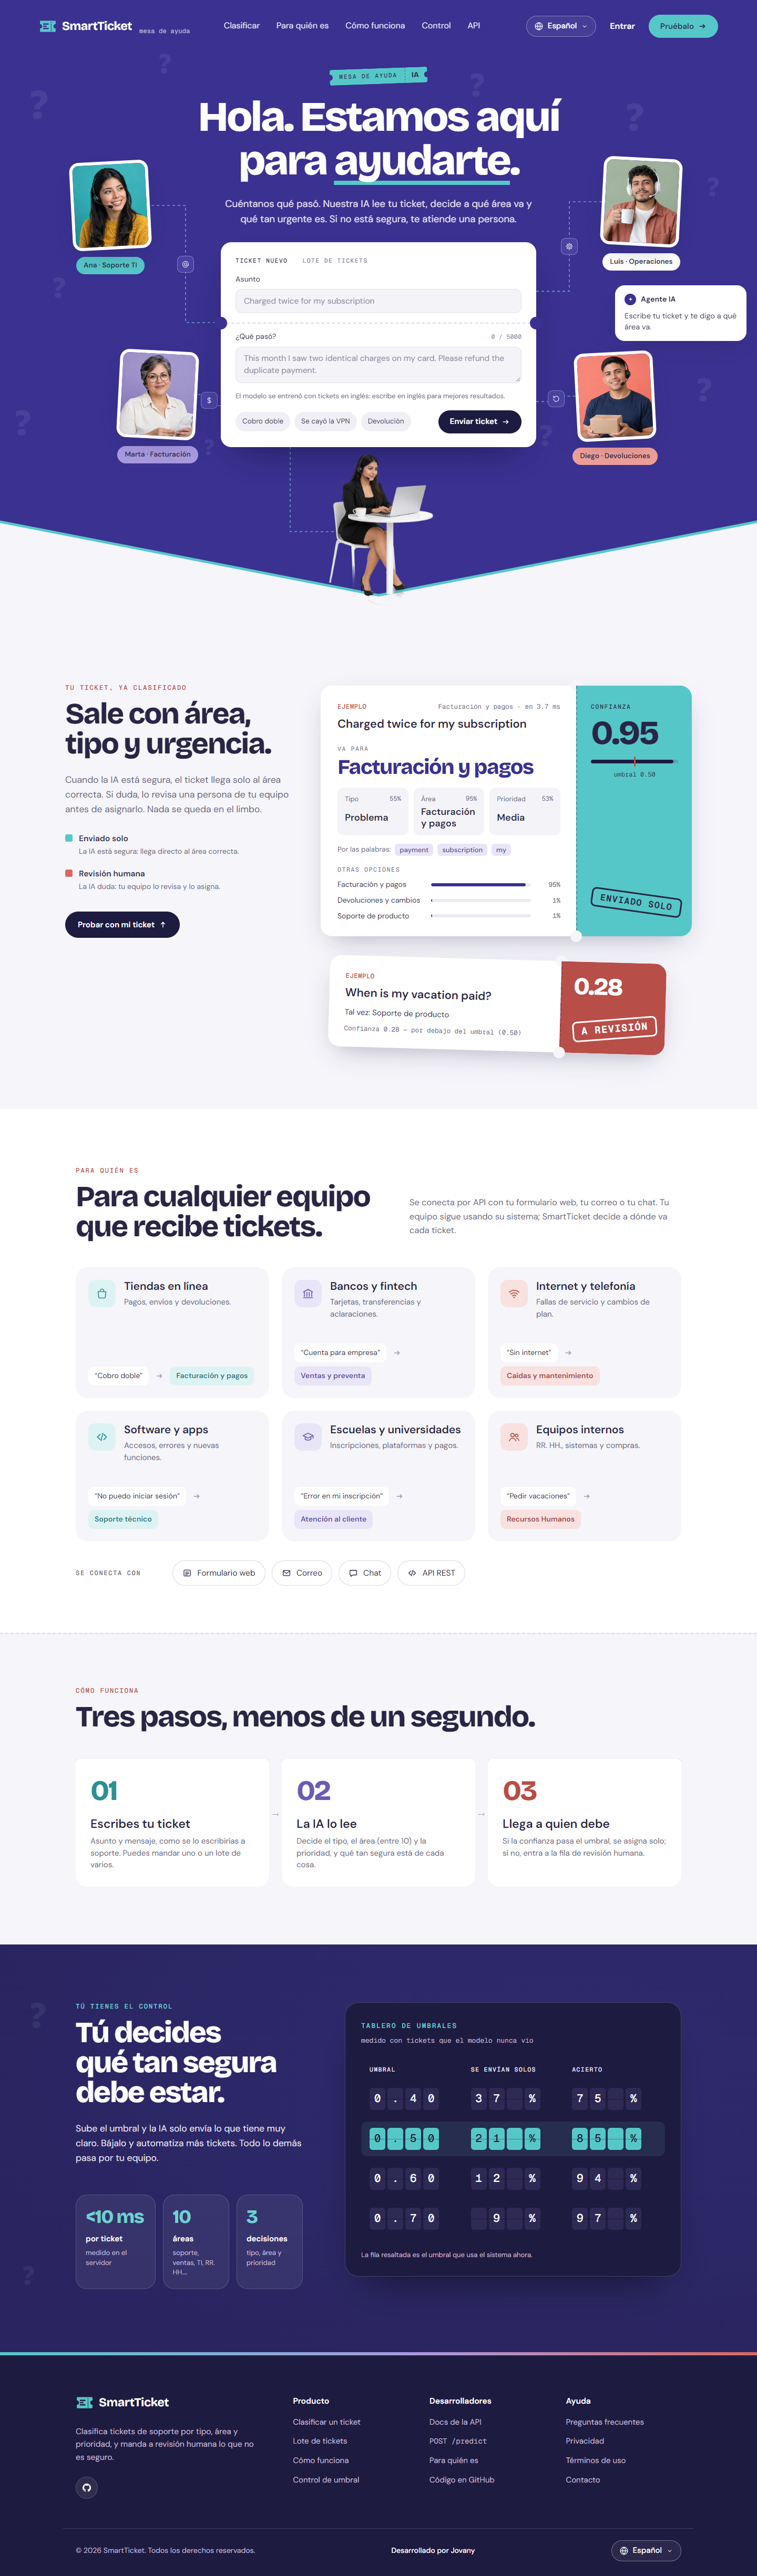 SmartTicket mesa de ayuda
Clasificar Para quién es Cómo funciona Control API
Español Entrar Pruébalo →
MESA DE AYUDA IA
Hola. Estamos aquí
para ayudarte.
Cuéntanos qué pasó. Nuestra IA lee tu ticket, decide a qué área va y
qué tan urgente es. Si no está segura, te atiende una persona.
Ana · Soporte TI
Luis · Operaciones
Marta · Facturación
Diego · Devoluciones
Agente IA
Escribe tu ticket y te digo a qué
área va.
TICKET NUEVO LOTE DE TICKETS
Asunto
Charged twice for my subscription
¿Qué pasó? 0 / 5000
This month I saw two identical charges on my card. Please refund the
duplicate payment.
El modelo se entrenó con tickets en inglés: escribe en inglés para mejores resultados.
Cobro doble Se cayó la VPN Devolución Enviar ticket →
TU TICKET, YA CLASIFICADO
Sale con área,
tipo y urgencia.
Cuando la IA está segura, el ticket llega solo al área
correcta. Si duda, lo revisa una persona de tu equipo
antes de asignarlo. Nada se queda en el limbo.
Enviado solo
La IA está segura: llega directo al área correcta.
Revisión humana
La IA duda: tu equipo lo revisa y lo asigna.
Probar con mi ticket ↑
EJEMPLO Facturación y pagos · en 3.7 ms
Charged twice for my subscription
VA PARA
Facturación y pagos
Tipo 55% Área 95% Prioridad 53%
Problema Facturación y pagos Media
Por las palabras: payment subscription my
OTRAS OPCIONES
Facturación y pagos 95%
Devoluciones y cambios 1%
Soporte de producto 1%
CONFIANZA
0.95
umbral 0.50
ENVIADO SOLO
EJEMPLO
When is my vacation paid?
Tal vez: Soporte de producto
Confianza 0.28 — por debajo del umbral (0.50)
0.28
A REVISIÓN
PARA QUIÉN ES
Para cualquier equipo
que recibe tickets.
Se conecta por API con tu formulario web, tu correo o tu chat. Tu
equipo sigue usando su sistema; SmartTicket decide a dónde va
cada ticket.
Tiendas en línea
Pagos, envíos y devoluciones.
“Cobro doble” → Facturación y pagos
Bancos y fintech
Tarjetas, transferencias y
aclaraciones.
“Cuenta para empresa” →
Ventas y preventa
Internet y telefonía
Fallas de servicio y cambios de
plan.
“Sin internet” →
Caídas y mantenimiento
Software y apps
Accesos, errores y nuevas
funciones.
“No puedo iniciar sesión” →
Soporte técnico
Escuelas y universidades
Inscripciones, plataformas y pagos.
“Error en mi inscripción” →
Atención al cliente
Equipos internos
RR. HH., sistemas y compras.
“Pedir vacaciones” →
Recursos Humanos
SE CONECTA CON Formulario web Correo Chat API REST
CÓMO FUNCIONA
Tres pasos, menos de un segundo.
01
Escribes tu ticket
Asunto y mensaje, como se lo escribirías a
soporte. Puedes mandar uno o un lote de
varios.
→
02
La IA lo lee
Decide el tipo, el área (entre 10) y la
prioridad, y qué tan segura está de cada
cosa.
→
03
Llega a quien debe
Si la confianza pasa el umbral, se asigna solo;
si no, entra a la fila de revisión humana.
TÚ TIENES EL CONTROL
Tú decides
qué tan segura
debe estar.
Sube el umbral y la IA solo envía lo que tiene muy
claro. Bájalo y automatiza más tickets. Todo lo demás
pasa por tu equipo.
<10 ms
por ticket
medido en el
servidor
10
áreas
soporte,
ventas, TI, RR.
HH…
3
decisiones
tipo, área y
prioridad
TABLERO DE UMBRALES
medido con tickets que el modelo nunca vio
UMBRAL SE ENVÍAN SOLOS ACIERTO
0.40 37 % 75 %
0.50 21 % 85 %
0.60 12 % 94 %
0.70 9 % 97 %
La fila resaltada es el umbral que usa el sistema ahora.
SmartTicket
Clasifica tickets de soporte por tipo, área y
prioridad, y manda a revisión humana lo que no
es seguro.
Producto
Clasificar un ticket
Lote de tickets
Cómo funciona
Control de umbral
Desarrolladores
Docs de la API
POST /predict
Para quién es
Código en GitHub
Ayuda
Preguntas frecuentes
Privacidad
Términos de uso
Contacto
© 2026 SmartTicket. Todos los derechos reservados. Desarrollado por Jovany Español